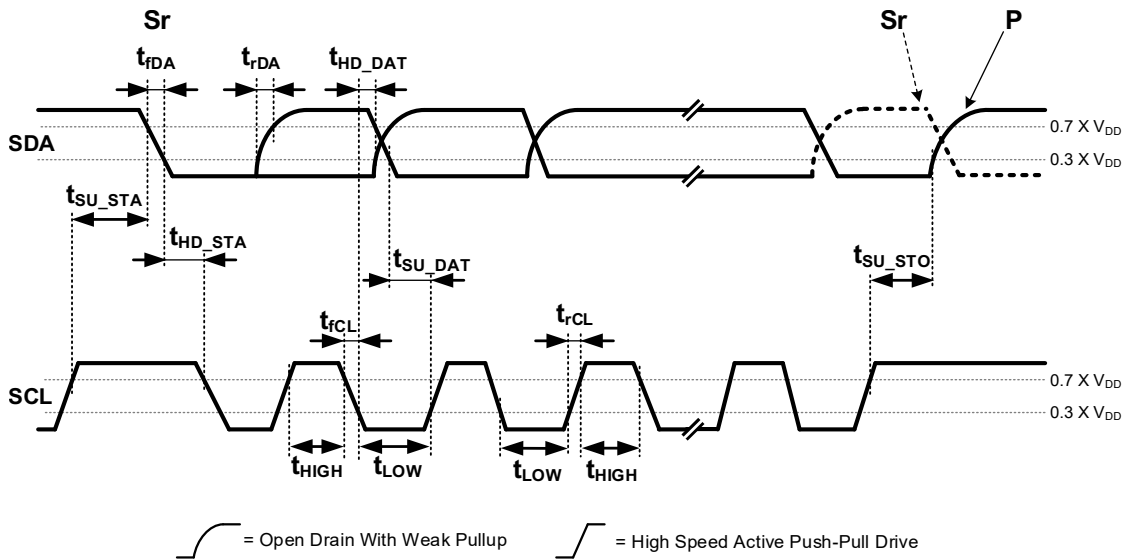 Sr
Sr
P
tfDA
trDA
tHD_DAT
SDA
0.7 X VDD
0.3 X VDD
tSU_STA
tHD_STA
tSU_DAT
tSU_STO
tfCL
trCL
SCL
0.7 X VDD
0.3 X VDD
tHIGH
tLOW
tLOW
tHIGH
= Open Drain With Weak Pullup
= High Speed Active Push-Pull Drive